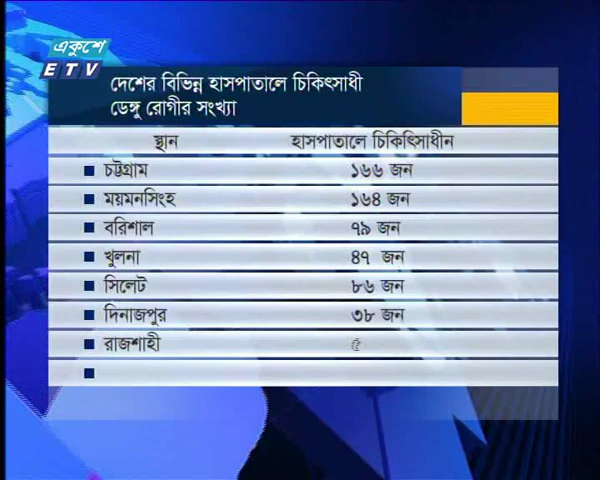 একুশে
ETV
দেশের বিভিন্ন হাসপাতালে চিকিৎসাধী
ডেঙ্গু রোগীর সংখ্যা
স্থান হাসপাতালে চিকিৎিসাধীন
চট্টগ্রাম ১৬৬ জন
ময়মনসিংহ ১৬৪ জন
বরিশাল ৭৯ জন
খুলনা ৪৭ জন
সিলেট ৮৬ জন
দিনাজপুর ৩৮ জন
রাজশাহী